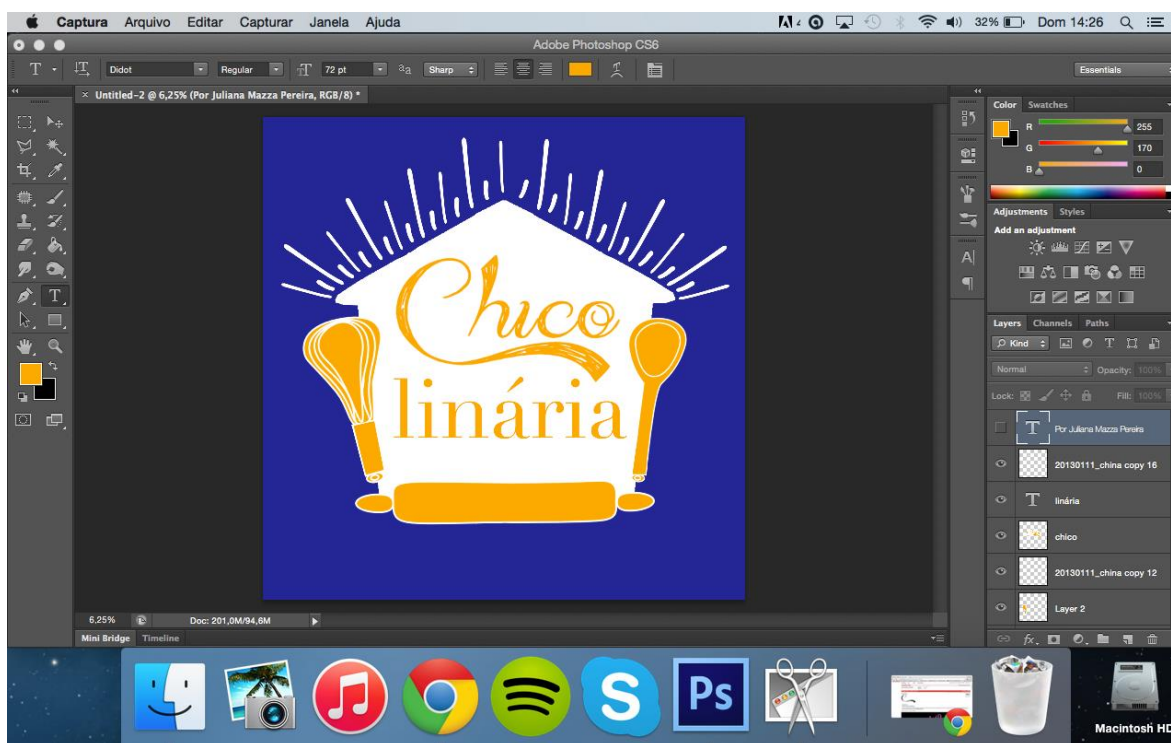 Captura Arquivo Editar Capturar Janela Ajuda 32% Dom 14:26
Adobe Photoshop CS6
T Didot Regular 72 pt aa Sharp Essentials
× Untitled-2 @ 6,25% (Por Juliana Mazza Pereira, RGB/8) *
Chico
linária
6,25% Doc: 201,0M/94,6M
Mini Bridge Timeline
Color Swatches
R 255
G 170
B 0
Adjustments Styles
Add an adjustment
Layers Channels Paths
Kind
Normal Opacity: 100%
Lock: Fill: 100%
Por Juliana Mazza Pereira
20130111_china copy 16
linária
chico
20130111_china copy 12
Layer 2
fx
Ps
Macintosh HD